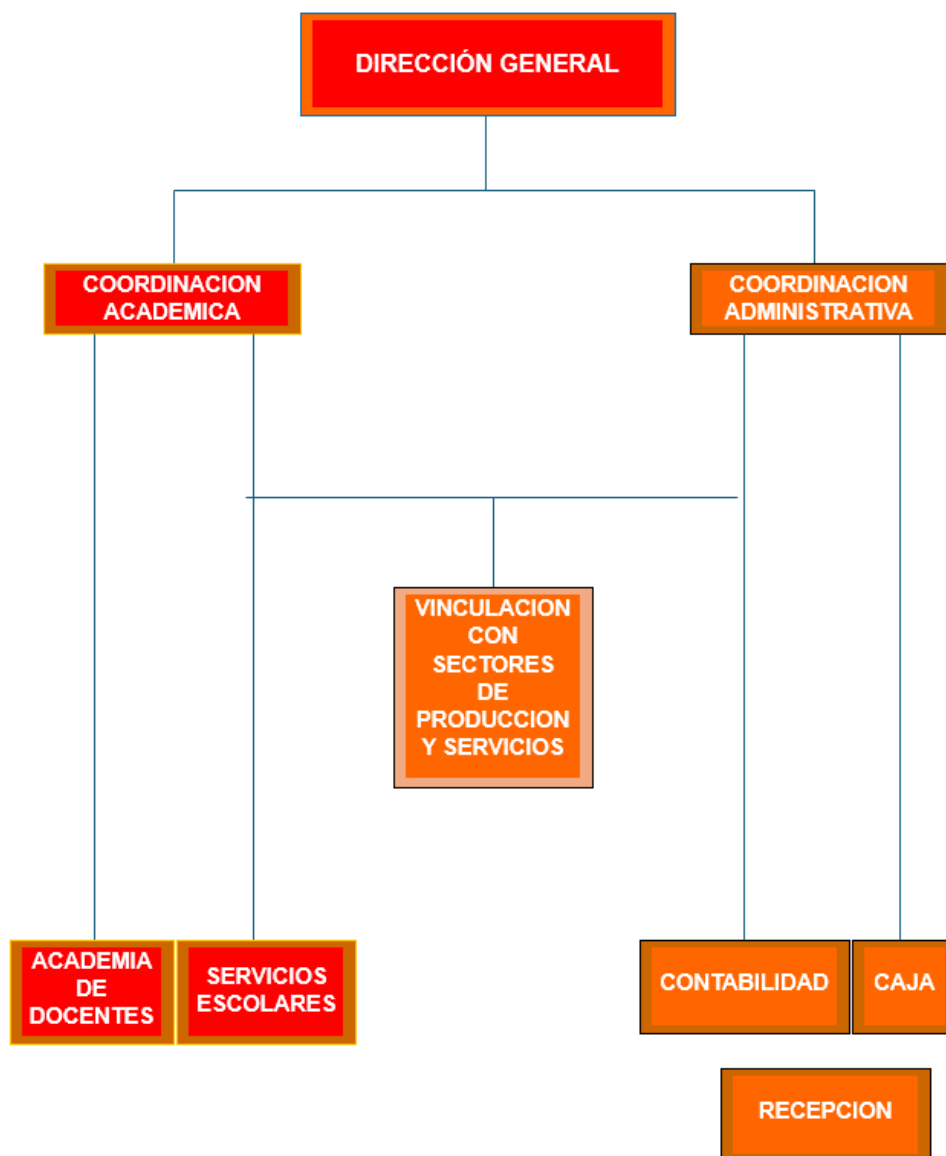 DIRECCIÓN GENERAL
COORDINACION
ACADEMICA
COORDINACION
ADMINISTRATIVA
VINCULACION
CON
SECTORES
DE
PRODUCCION
Y SERVICIOS
ACADEMIA
DE
DOCENTES
SERVICIOS
ESCOLARES
CONTABILIDAD
CAJA
RECEPCION